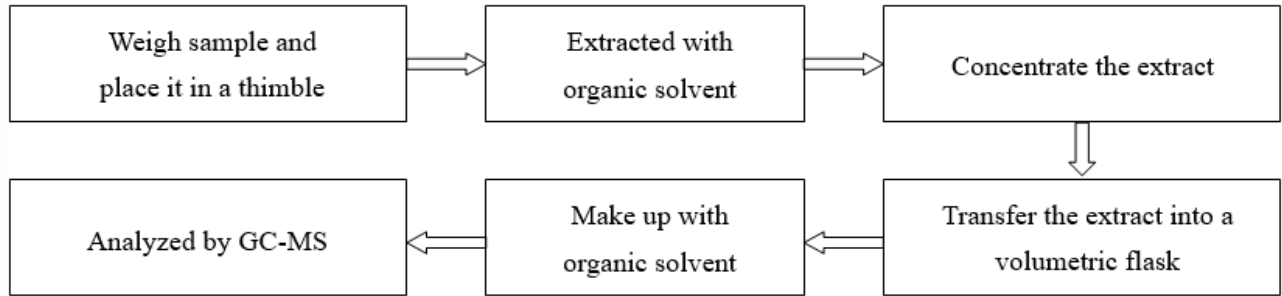 Weigh sample and
place it in a thimble
Extracted with
organic solvent
Concentrate the extract
Transfer the extract into a
volumetric flask
Make up with
organic solvent
Analyzed by GC-MS